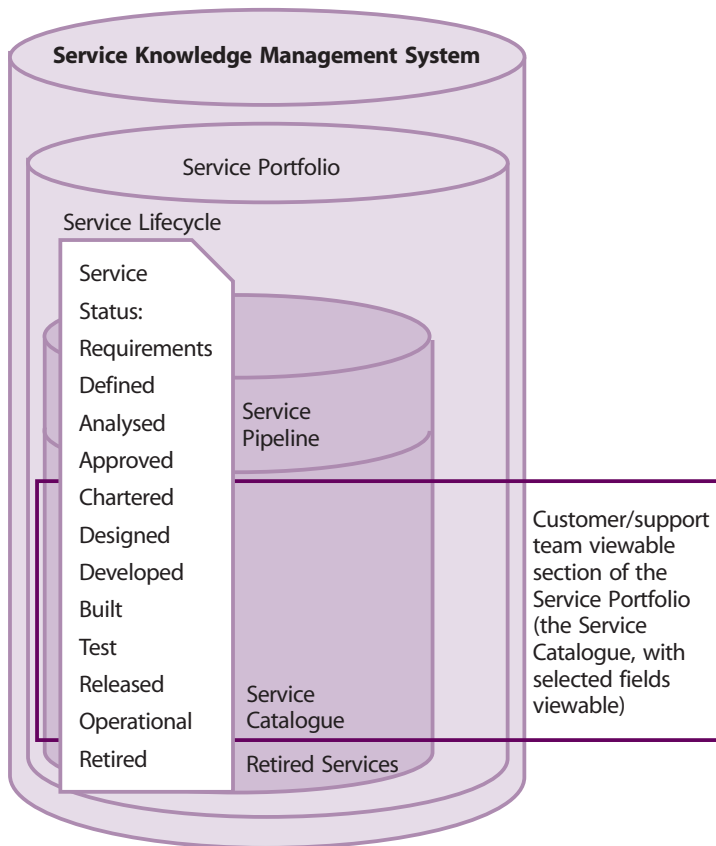 Service Knowledge Management System
Service Portfolio
Service Lifecycle
Service
Status:
Requirements
Defined
Analysed
Approved
Chartered
Designed
Developed
Built
Test
Released
Operational
Retired
Service
Pipeline
Service
Catalogue
Retired Services
Customer/support
team viewable
section of the
Service Portfolio
(the Service
Catalogue, with
selected fields
viewable)